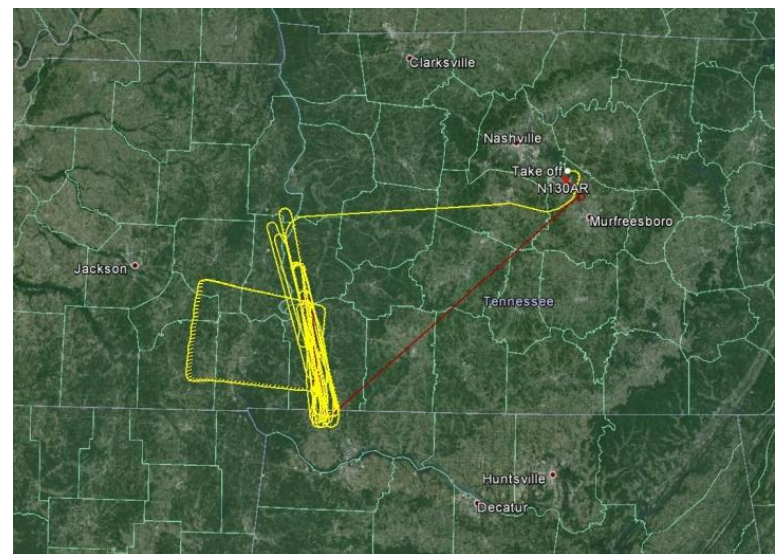 Clarksville
Nashville
Take off
N130AR
Murfreesboro
Jackson
Tennessee
Huntsville
Decatur